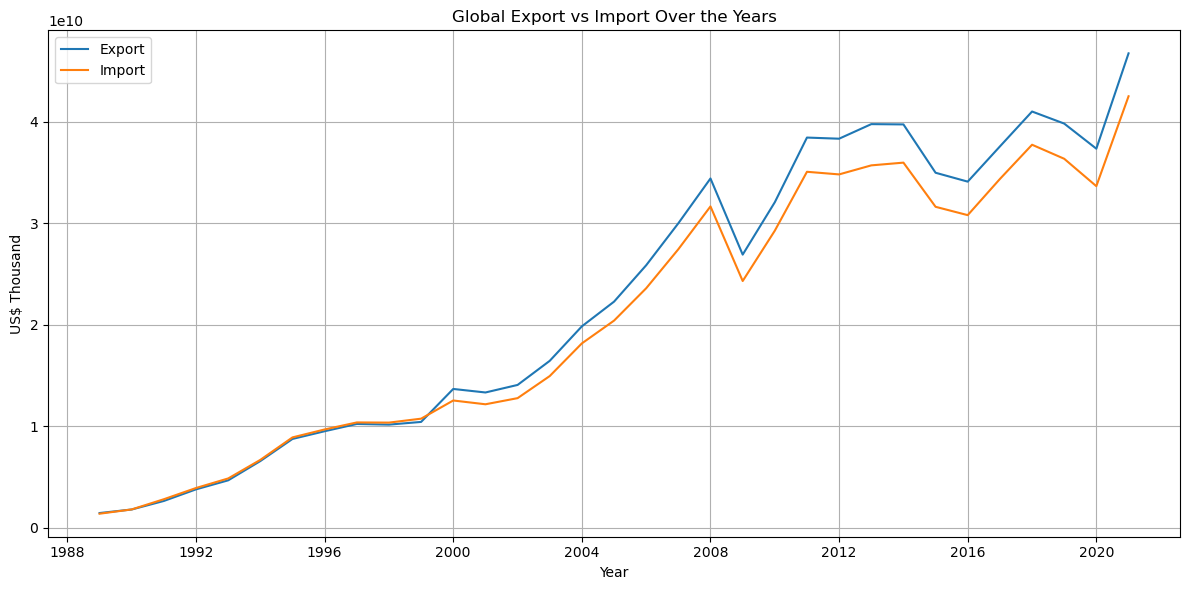 Global Export vs Import Over the Years
1e10
Export
Import
US$ Thousand
4
3
2
1
0
1988 1992 1996 2000 2004 2008 2012 2016 2020
Year